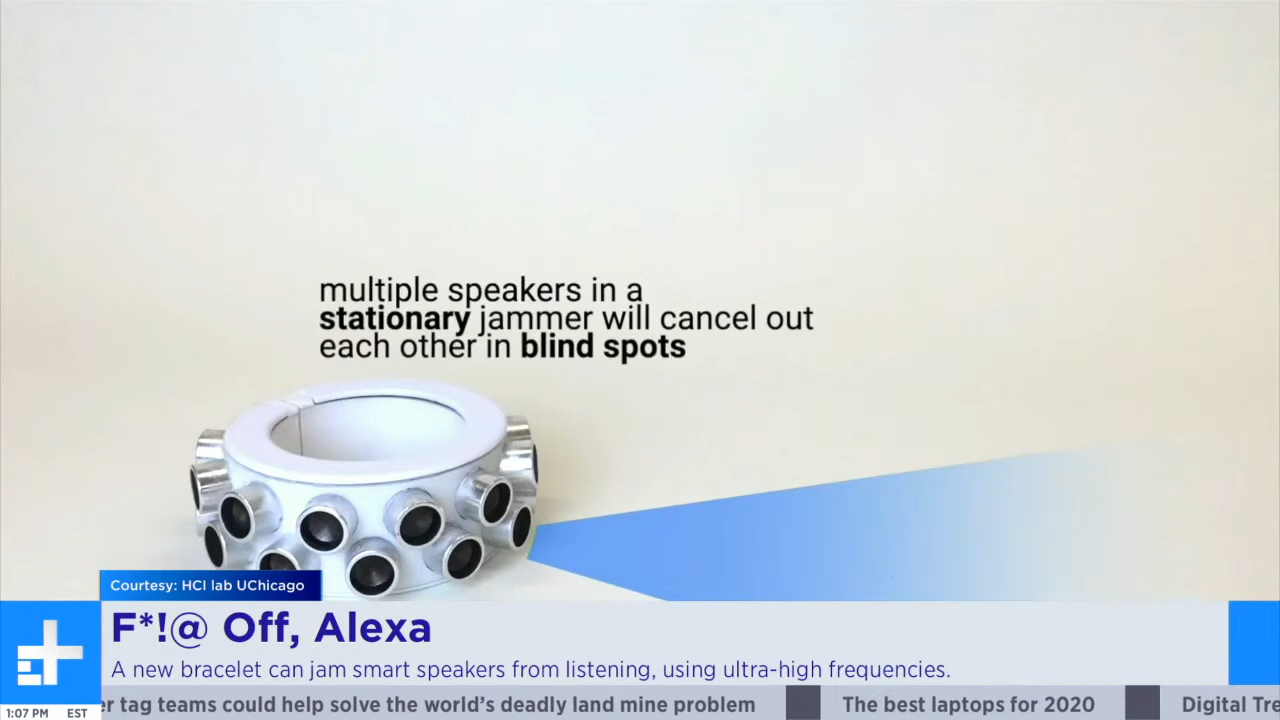 multiple speakers in a
stationary jammer will cancel out
each other in blind spots
Courtesy: HCI lab UChicago
F*!@ Off, Alexa
A new bracelet can jam smart speakers from listening, using ultra-high frequencies.
1:07 PM EST
tag teams could help solve the world's deadly land mine problem
The best laptops for 2020
Digital